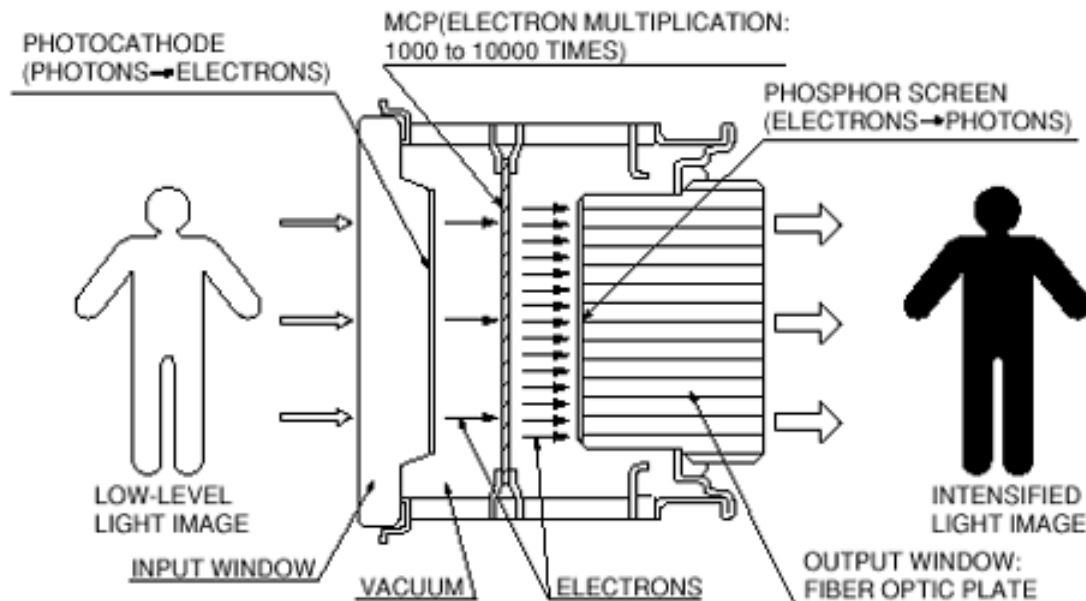 PHOTOCATHODE
(PHOTONS→ELECTRONS)
MCP(ELECTRON MULTIPLICATION:
1000 to 10000 TIMES)
PHOSPHOR SCREEN
(ELECTRONS→PHOTONS)
LOW-LEVEL
LIGHT IMAGE
INTENSIFIED
LIGHT IMAGE
INPUT WINDOW
VACUUM
ELECTRONS
OUTPUT WINDOW:
FIBER OPTIC PLATE